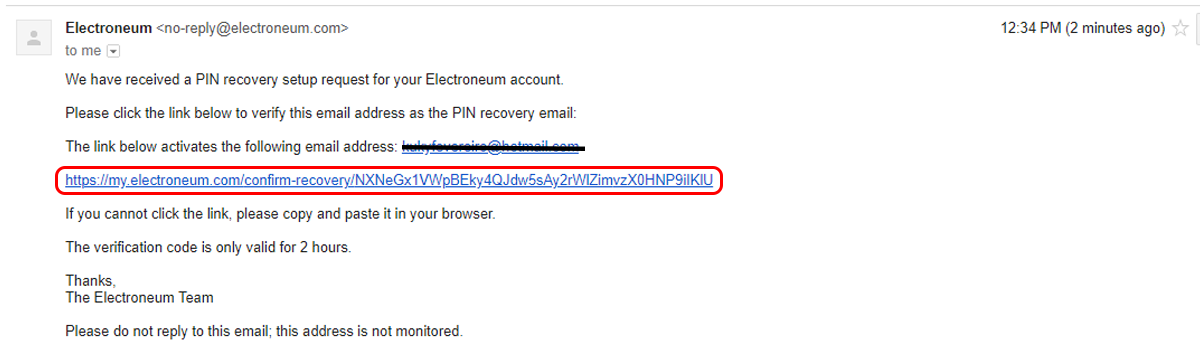 Electroneum <no-reply@electroneum.com>
12:34 PM (2 minutes ago)
to me
We have received a PIN recovery setup request for your Electroneum account.
Please click the link below to verify this email address as the PIN recovery email:
The link below activates the following email address:
https://my.electroneum.com/confirm-recovery/NXNeGx1VWpBEky4QJdw5sAy2rWIZimvzX0HNP9iIKlU
If you cannot click the link, please copy and paste it in your browser.
The verification code is only valid for 2 hours.
Thanks,
The Electroneum Team
Please do not reply to this email; this address is not monitored.